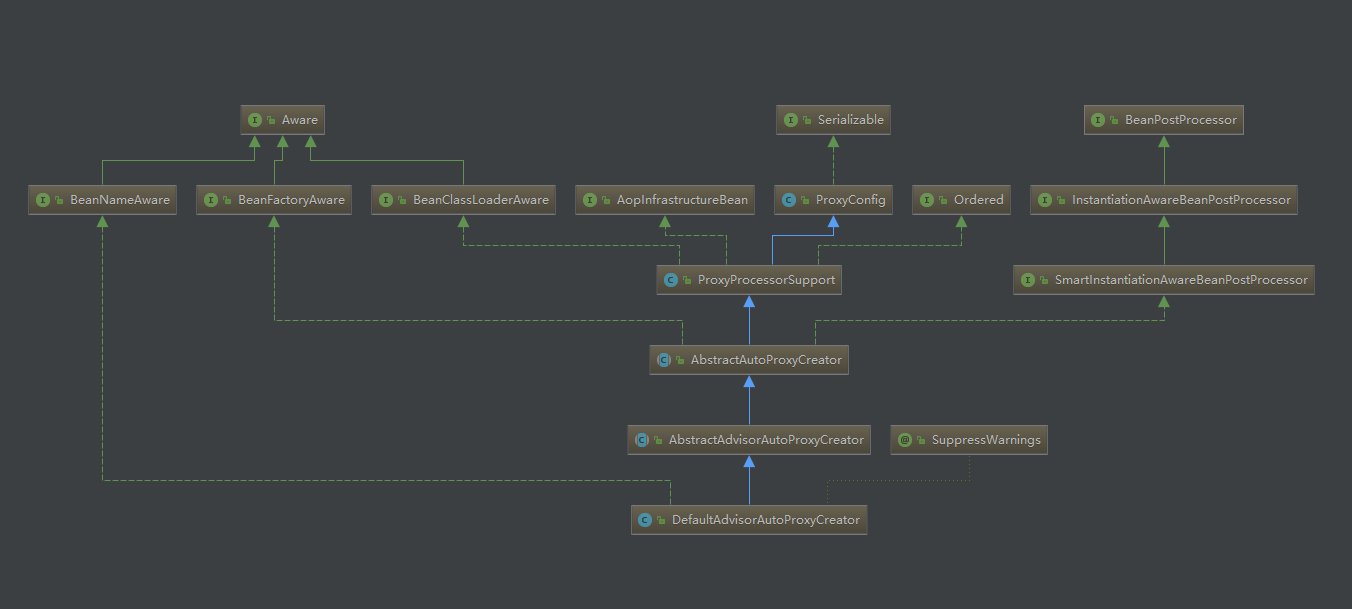 Aware
Serializable
BeanPostProcessor
BeanNameAware
BeanFactoryAware
BeanClassLoaderAware
AopInfrastructureBean
ProxyConfig
Ordered
InstantiationAwareBeanPostProcessor
ProxyProcessorSupport
SmartInstantiationAwareBeanPostProcessor
AbstractAutoProxyCreator
AbstractAdvisorAutoProxyCreator
SuppressWarnings
DefaultAdvisorAutoProxyCreator